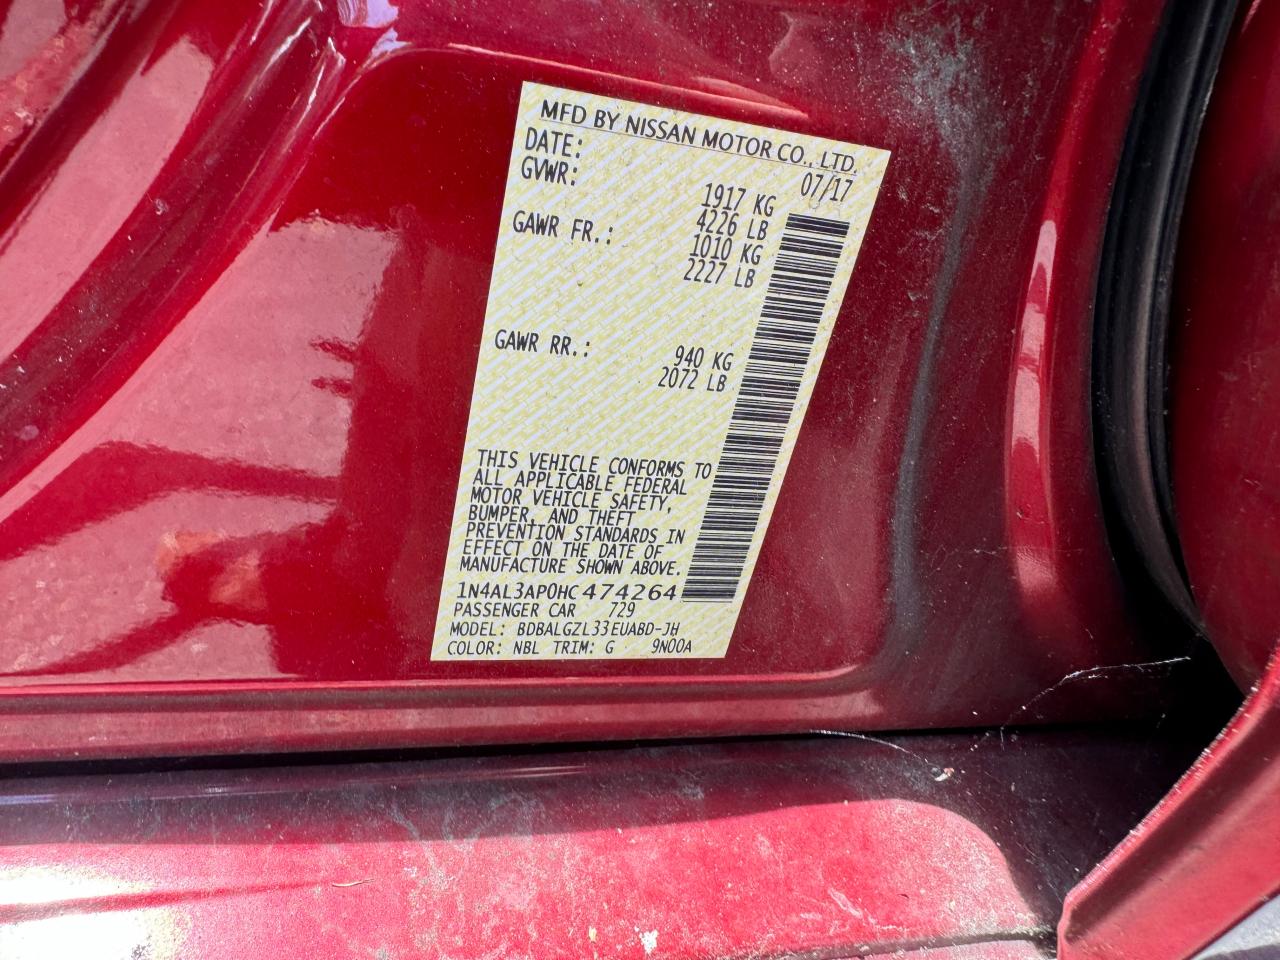 MFD BY NISSAN MOTOR CO., LTD.
DATE: 07/17
GVWR: 1917 KG
4226 LB
GAWR FR.: 1010 KG
2227 LB
GAWR RR.: 940 KG
2072 LB
THIS VEHICLE CONFORMS TO
ALL APPLICABLE FEDERAL
MOTOR VEHICLE SAFETY,
BUMPER, AND THEFT
PREVENTION STANDARDS IN
EFFECT ON THE DATE OF
MANUFACTURE SHOWN ABOVE.
1N4AL3AP0HC474264
PASSENGER CAR 729
MODEL: BDBALGZL33EUABD-JH
COLOR: NBL TRIM: G 9N00A